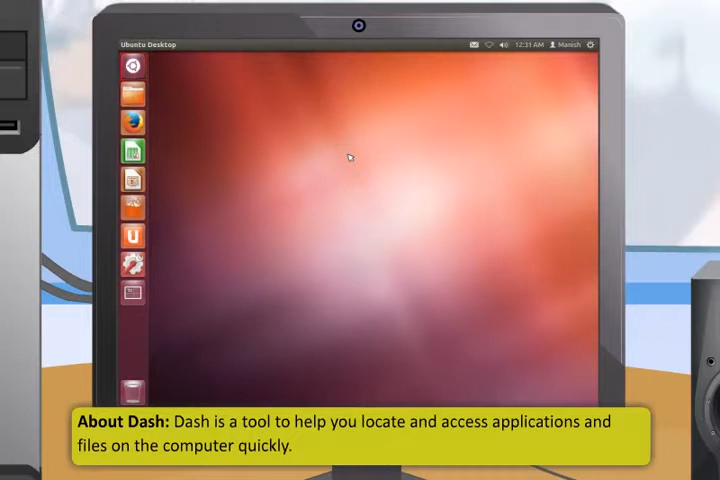 Ubuntu Desktop
12:31 AM Manish
About Dash: Dash is a tool to help you locate and access applications and
files on the computer quickly.